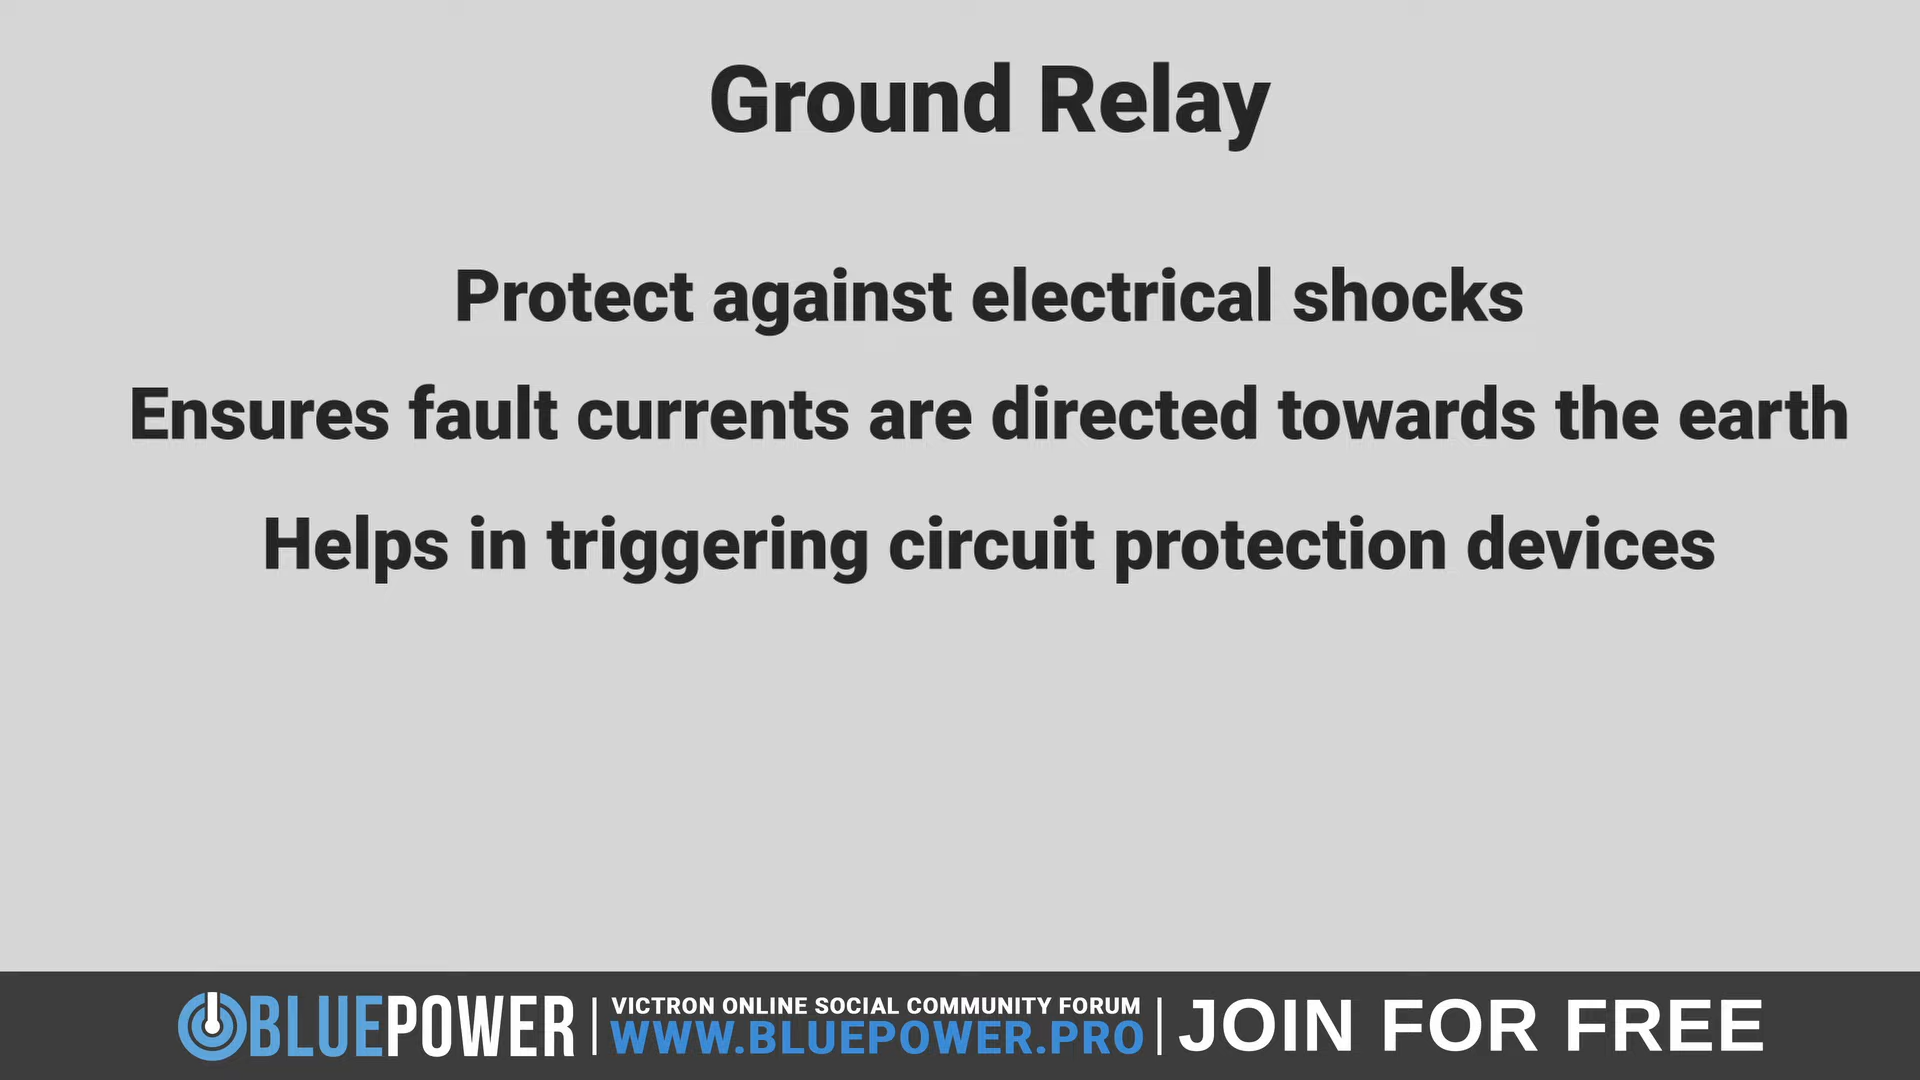 Ground Relay
Protect against electrical shocks
Ensures fault currents are directed towards the earth
Helps in triggering circuit protection devices
BLUEPOWER
VICTRON ONLINE SOCIAL COMMUNITY FORUM
WWW.BLUEPOWER.PRO
JOIN FOR FREE